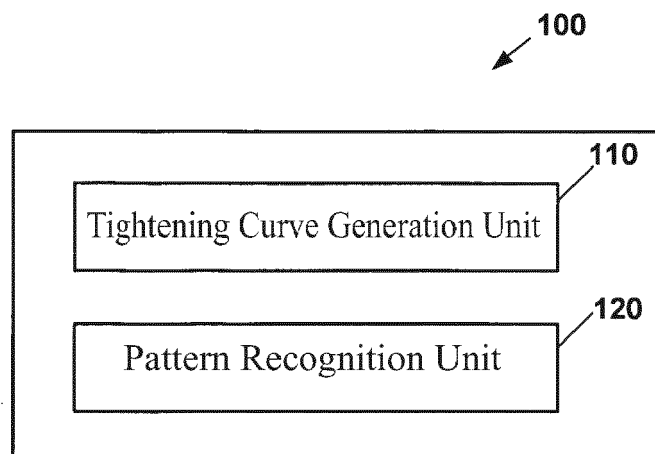 100
110
Tightening Curve Generation Unit
120
Pattern Recognition Unit